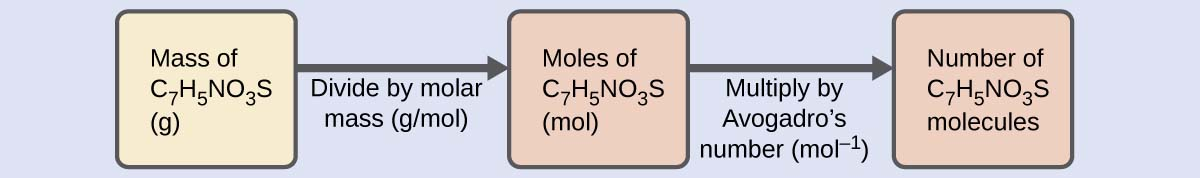 Mass of
C₇H₅NO₃S
(g)
Divide by molar
mass (g/mol)
Moles of
C₇H₅NO₃S
(mol)
Multiply by
Avogadro’s
number (mol⁻¹)
Number of
C₇H₅NO₃S
molecules